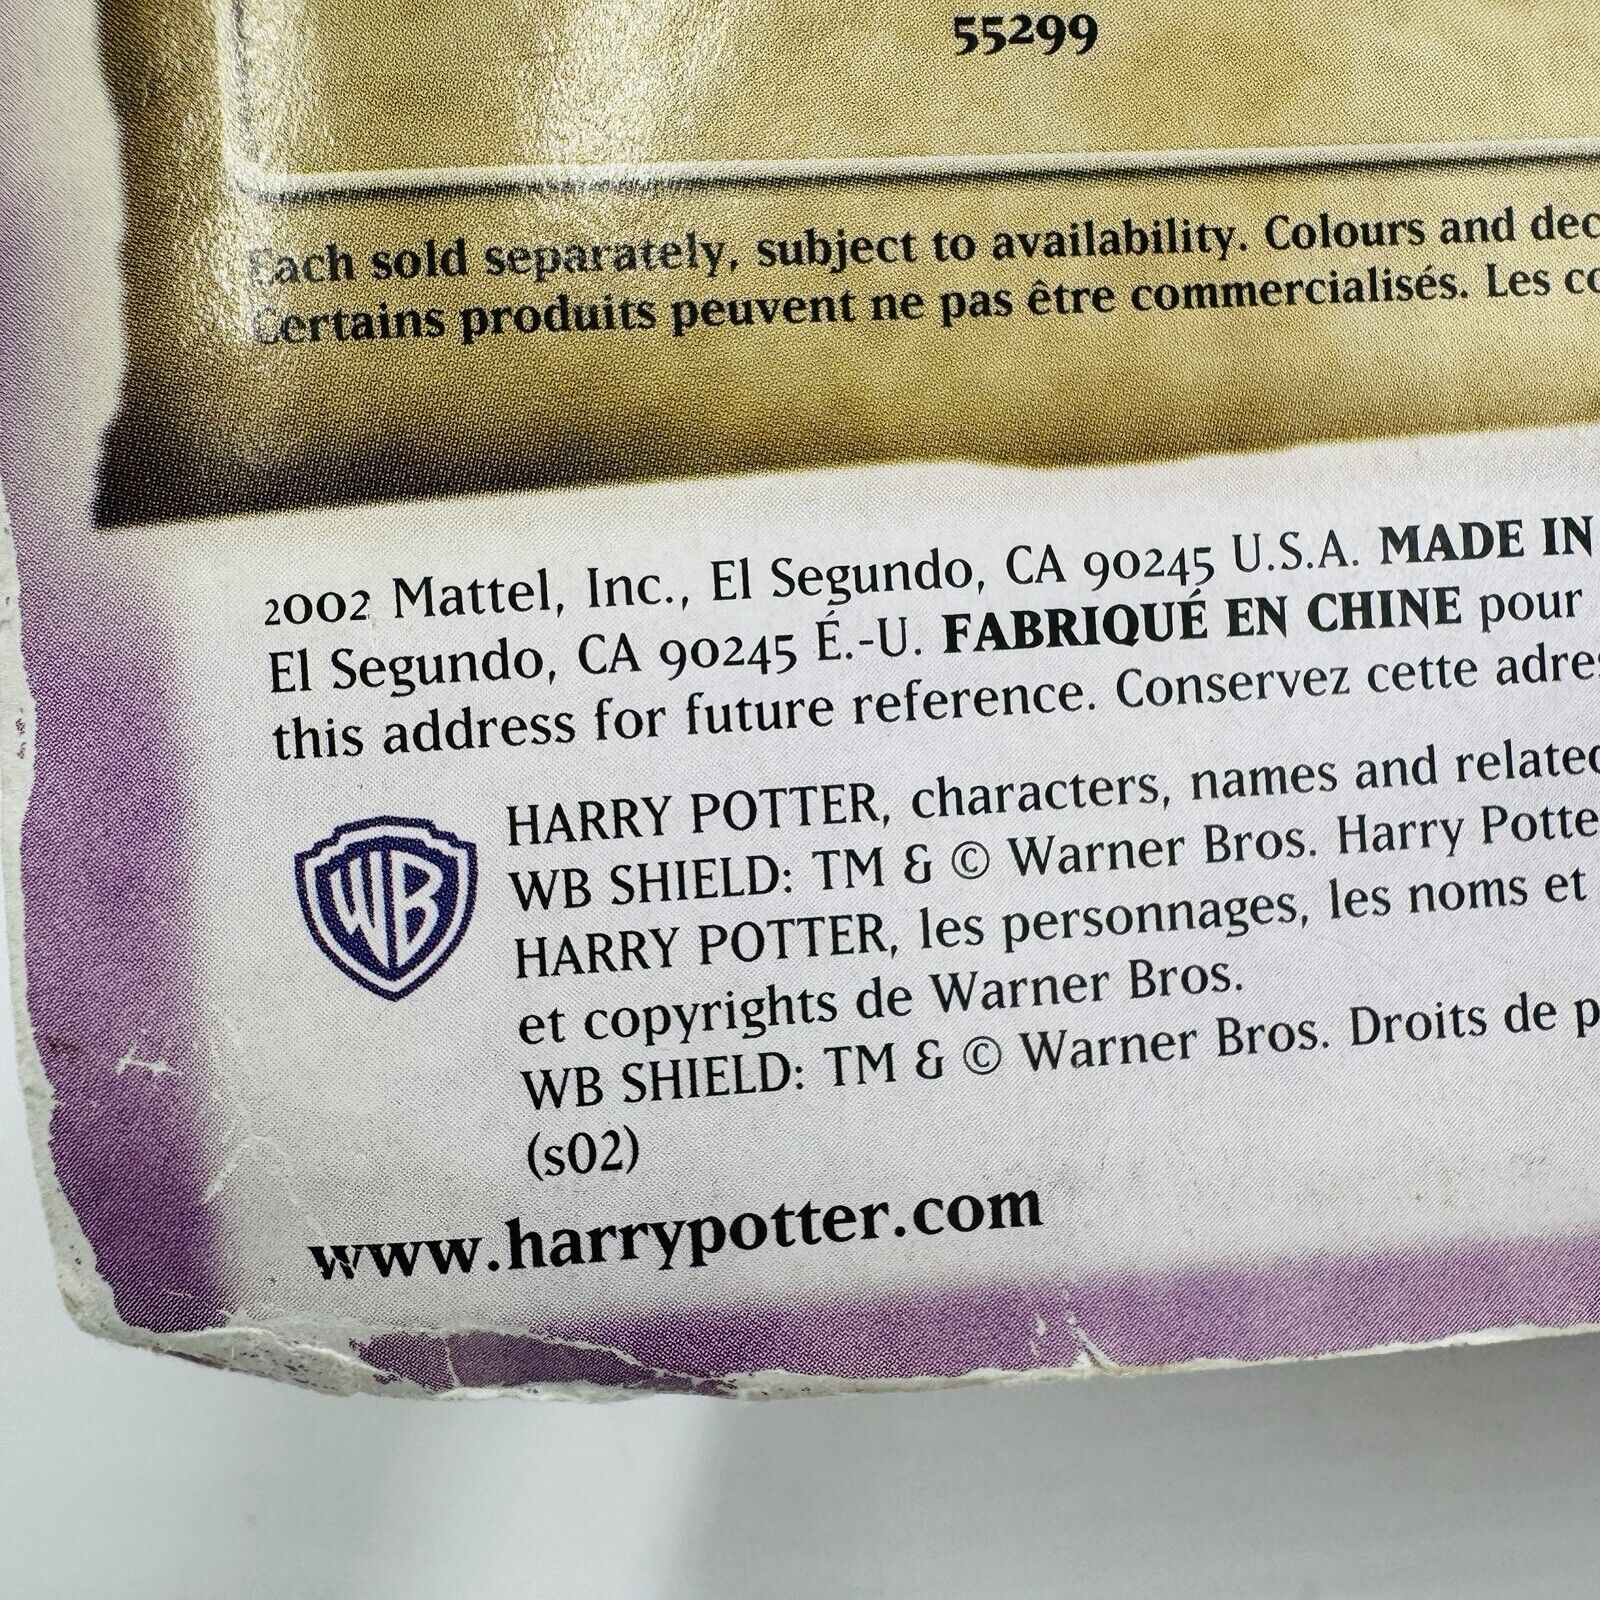 55299
Each sold separately, subject to availability. Colours and dec
Certains produits peuvent ne pas être commercialisés. Les co
2002 Mattel, Inc., El Segundo, CA 90245 U.S.A. MADE IN
El Segundo, CA 90245 É.-U. FABRIQUÉ EN CHINE pour
this address for future reference. Conservez cette adres
WB
HARRY POTTER, characters, names and related
WB SHIELD: TM & © Warner Bros. Harry Potte
HARRY POTTER, les personnages, les noms et
et copyrights de Warner Bros.
WB SHIELD: TM & © Warner Bros. Droits de p
(s02)
www.harrypotter.com